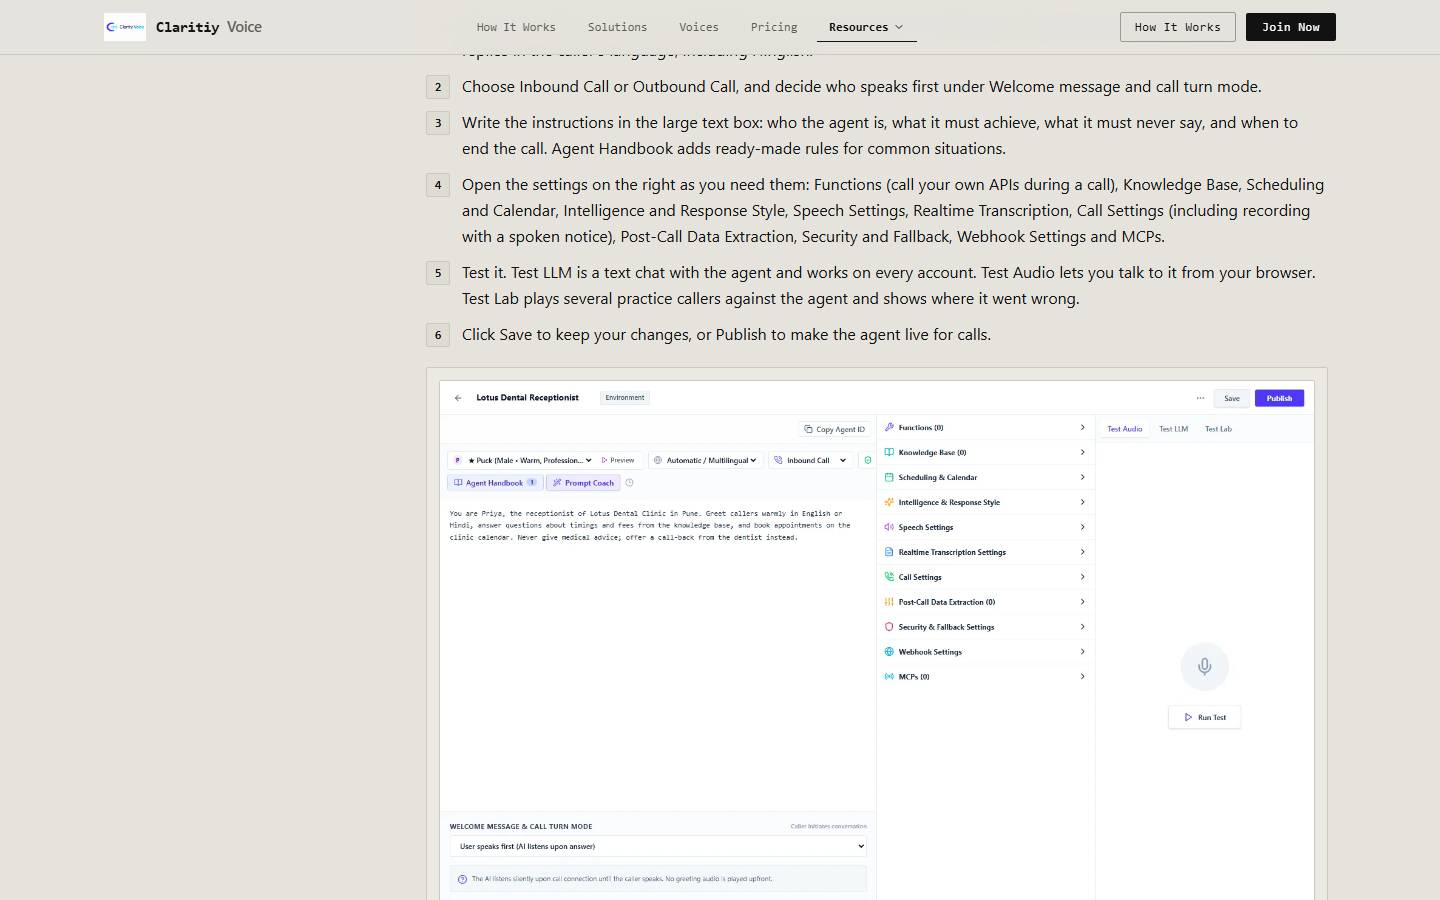 Claritiy Voice
How It Works
Solutions
Voices
Pricing
Resources
How It Works
Join Now
2 Choose Inbound Call or Outbound Call, and decide who speaks first under Welcome message and call turn mode.
3 Write the instructions in the large text box: who the agent is, what it must achieve, what it must never say, and when to
end the call. Agent Handbook adds ready-made rules for common situations.
4 Open the settings on the right as you need them: Functions (call your own APIs during a call), Knowledge Base, Scheduling
and Calendar, Intelligence and Response Style, Speech Settings, Realtime Transcription, Call Settings (including recording
with a spoken notice), Post-Call Data Extraction, Security and Fallback, Webhook Settings and MCPs.
5 Test it. Test LLM is a text chat with the agent and works on every account. Test Audio lets you talk to it from your browser.
Test Lab plays several practice callers against the agent and shows where it went wrong.
6 Click Save to keep your changes, or Publish to make the agent live for calls.
Lotus Dental Receptionist
Environment
Save
Publish
Copy Agent ID
P ★ Puck (Male • Warm, Profession...
Preview
Automatic / Multilingual
Inbound Call
Agent Handbook 1
Prompt Coach
You are Priya, the receptionist of Lotus Dental Clinic in Pune. Greet callers warmly in English or
Hindi, answer questions about timings and fees from the knowledge base, and book appointments on the
clinic calendar. Never give medical advice; offer a call-back from the dentist instead.
Functions (0)
Knowledge Base (0)
Scheduling & Calendar
Intelligence & Response Style
Speech Settings
Realtime Transcription Settings
Call Settings
Post-Call Data Extraction (0)
Security & Fallback Settings
Webhook Settings
MCPs (0)
Test Audio
Test LLM
Test Lab
Run Test
WELCOME MESSAGE & CALL TURN MODE
Caller initiates conversation
User speaks first (AI listens upon answer)
The AI listens silently upon call connection until the caller speaks. No greeting audio is played upfront.